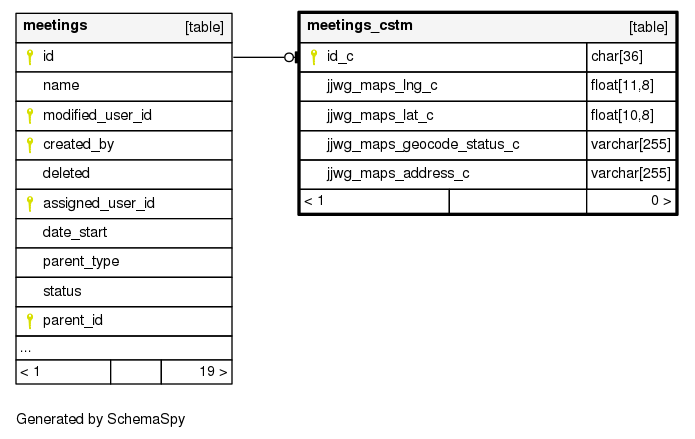 meetings [table]
id
name
modified_user_id
created_by
deleted
assigned_user_id
date_start
parent_type
status
parent_id
...
< 1 19 >
meetings_cstm [table]
id_c char[36]
jjwg_maps_lng_c float[11,8]
jjwg_maps_lat_c float[10,8]
jjwg_maps_geocode_status_c varchar[255]
jjwg_maps_address_c varchar[255]
< 1 0 >
Generated by SchemaSpy